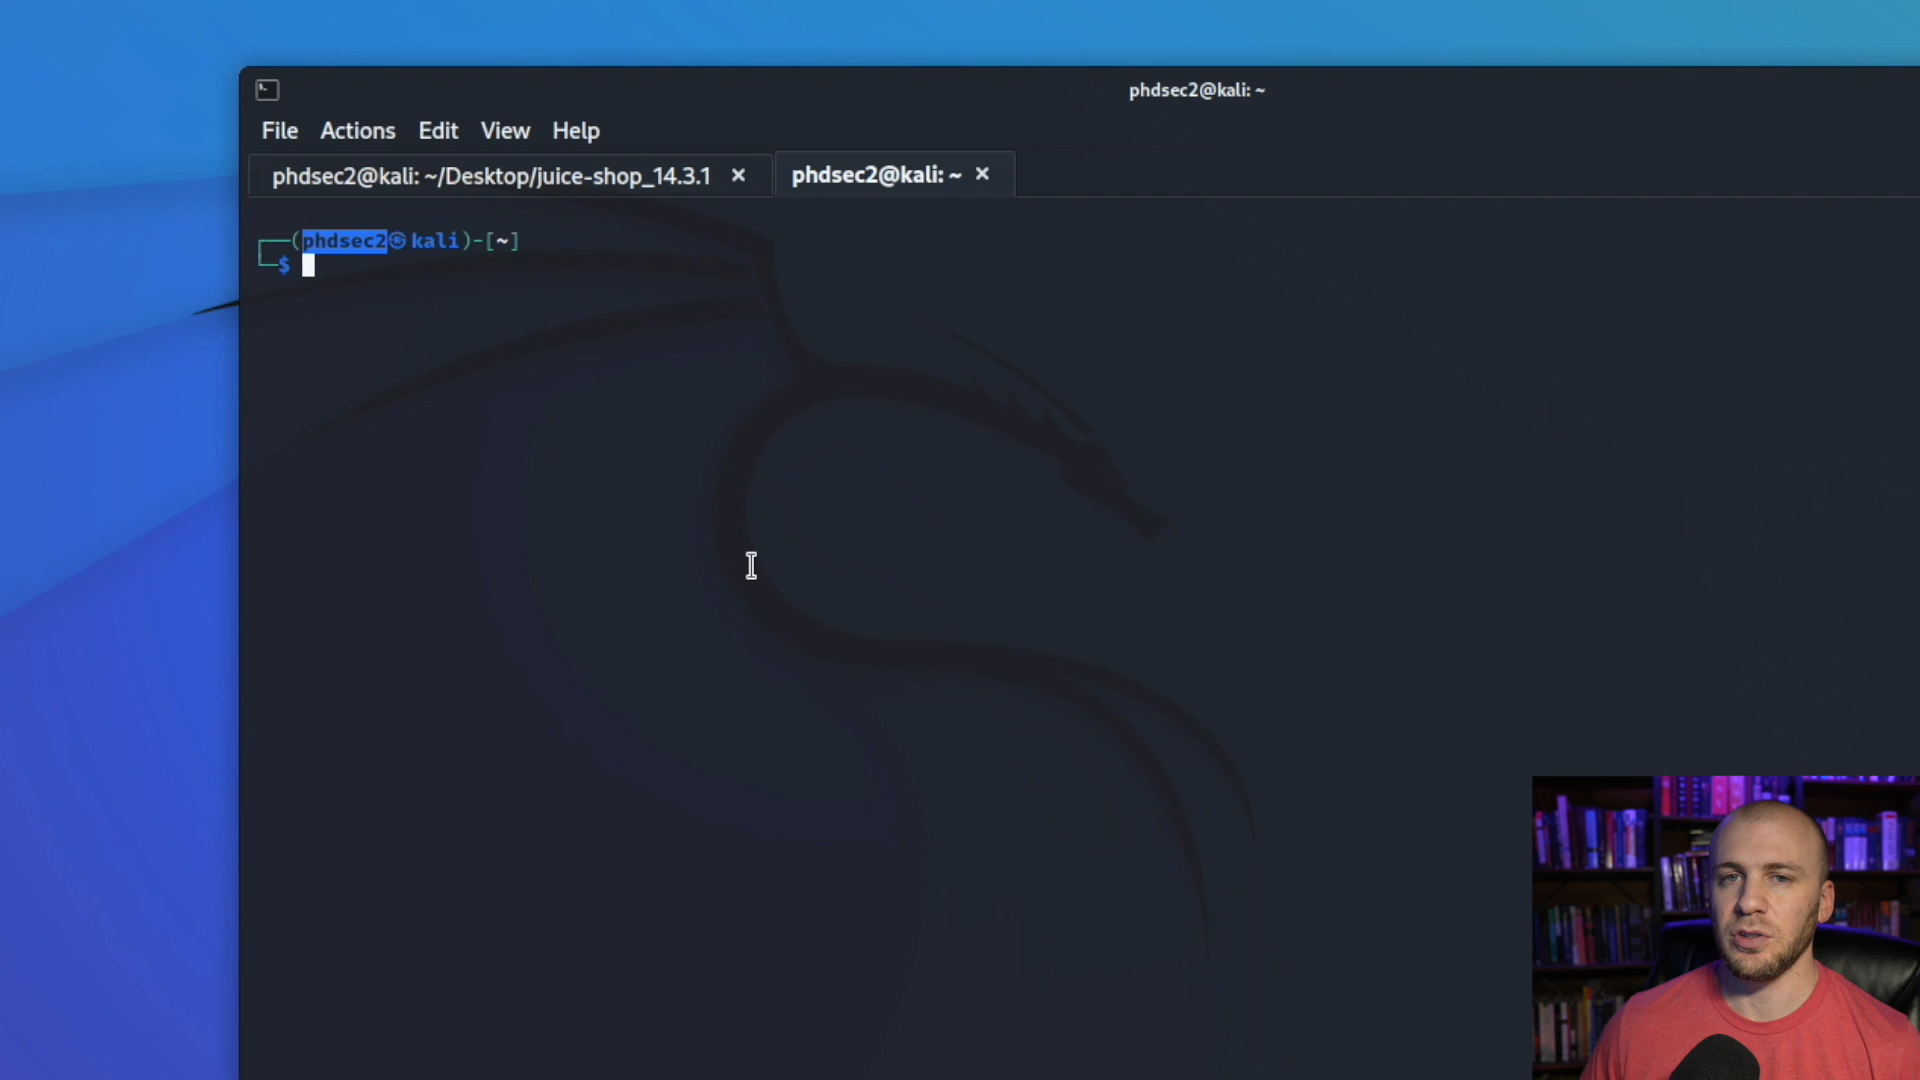 phdsec2@kali: ~
File Actions Edit View Help
phdsec2@kali: ~/Desktop/juice-shop_14.3.1 × phdsec2@kali: ~ ×
┌──(phdsec2㉿kali)-[~]
└─$